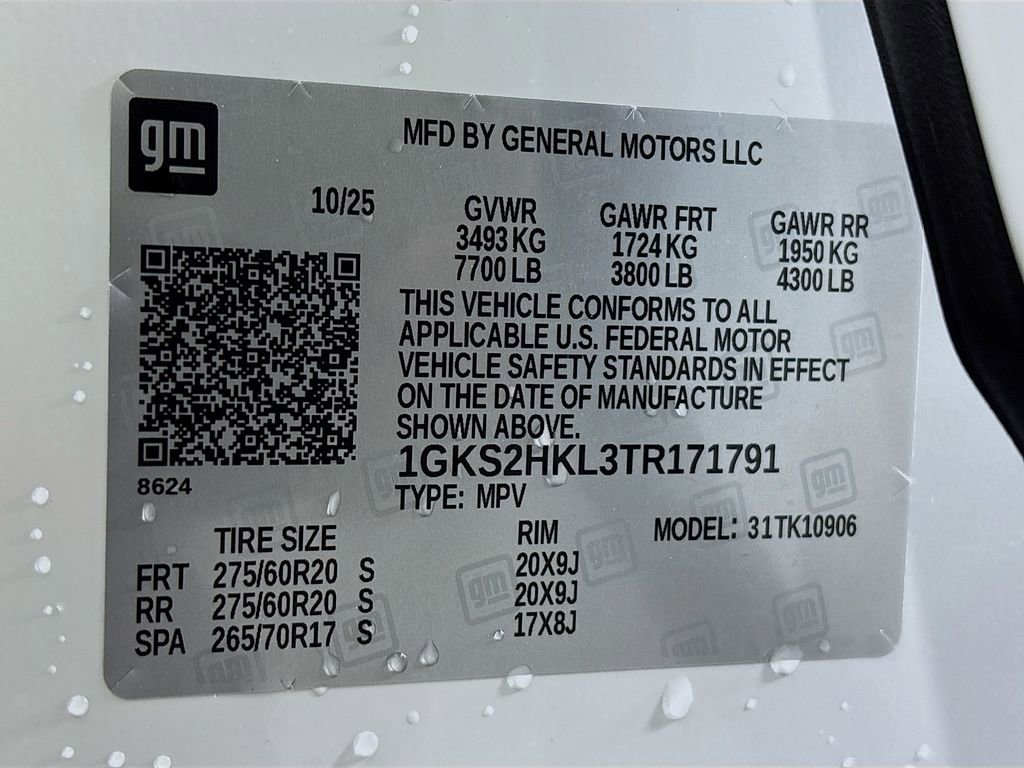 gm
MFD BY GENERAL MOTORS LLC
10/25
GVWR GAWR FRT GAWR RR
3493 KG 1724 KG 1950 KG
7700 LB 3800 LB 4300 LB
THIS VEHICLE CONFORMS TO ALL
APPLICABLE U.S. FEDERAL MOTOR
VEHICLE SAFETY STANDARDS IN EFFECT
ON THE DATE OF MANUFACTURE
SHOWN ABOVE.
1GKS2HKL3TR171791
8624
TYPE: MPV
TIRE SIZE RIM MODEL: 31TK10906
FRT 275/60R20 S 20X9J
RR 275/60R20 S 20X9J
SPA 265/70R17 S 17X8J